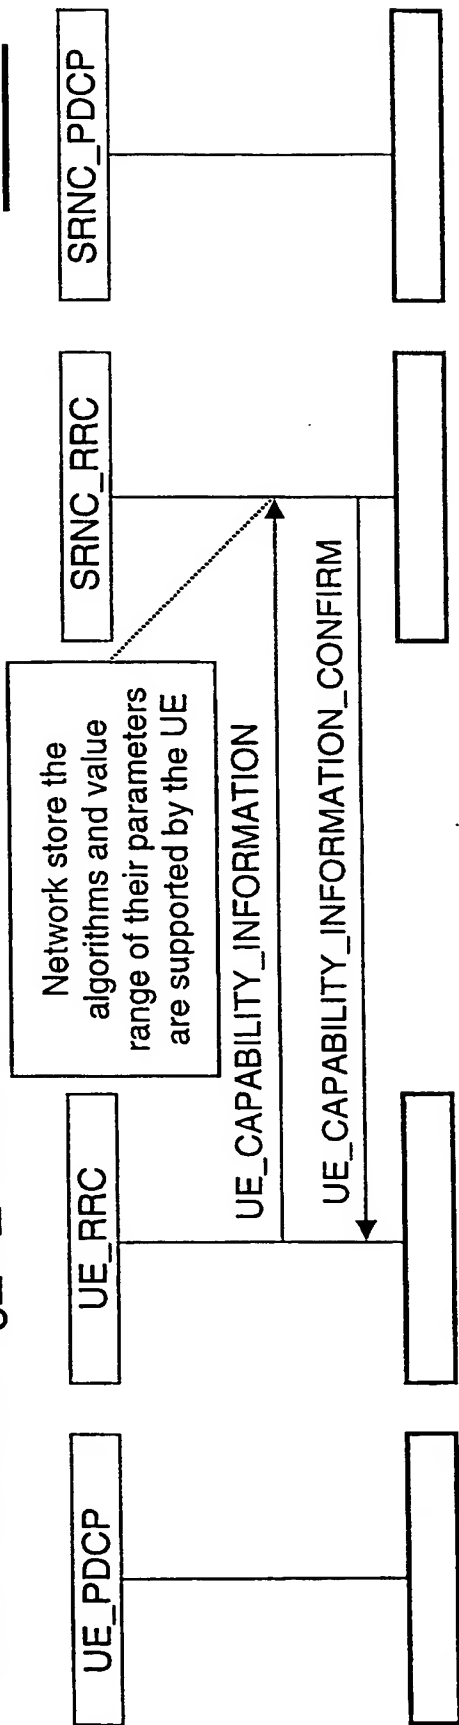 UE_PDCP
UE_RRC
SRNC_RRC
SRNC_PDCP
Network store the
algorithms and value
range of their parameters
are supported by the UE
UE_CAPABILITY_INFORMATION
UE_CAPABILITY_INFORMATION_CONFIRM